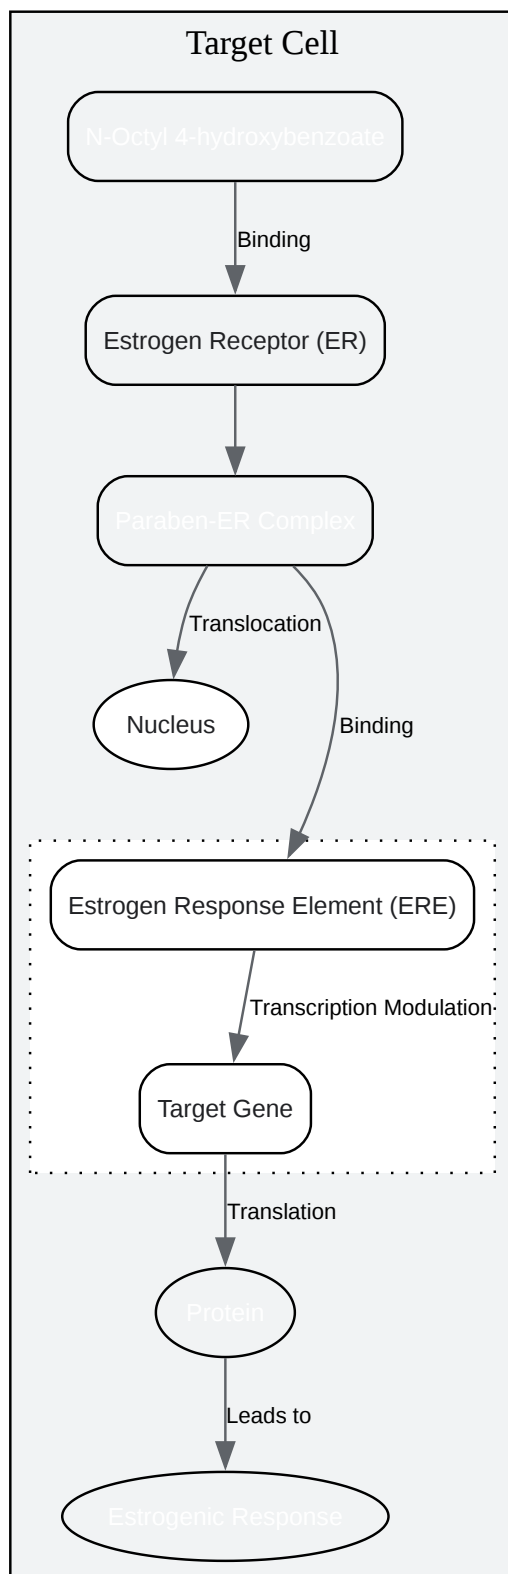 Target Cell
N-Octyl 4-hydroxybenzoate
Binding
Estrogen Receptor (ER)
Paraben-ER Complex
Translocation
Nucleus
Binding
Estrogen Response Element (ERE)
Transcription Modulation
Target Gene
Translation
Protein
Leads to
Estrogenic Response